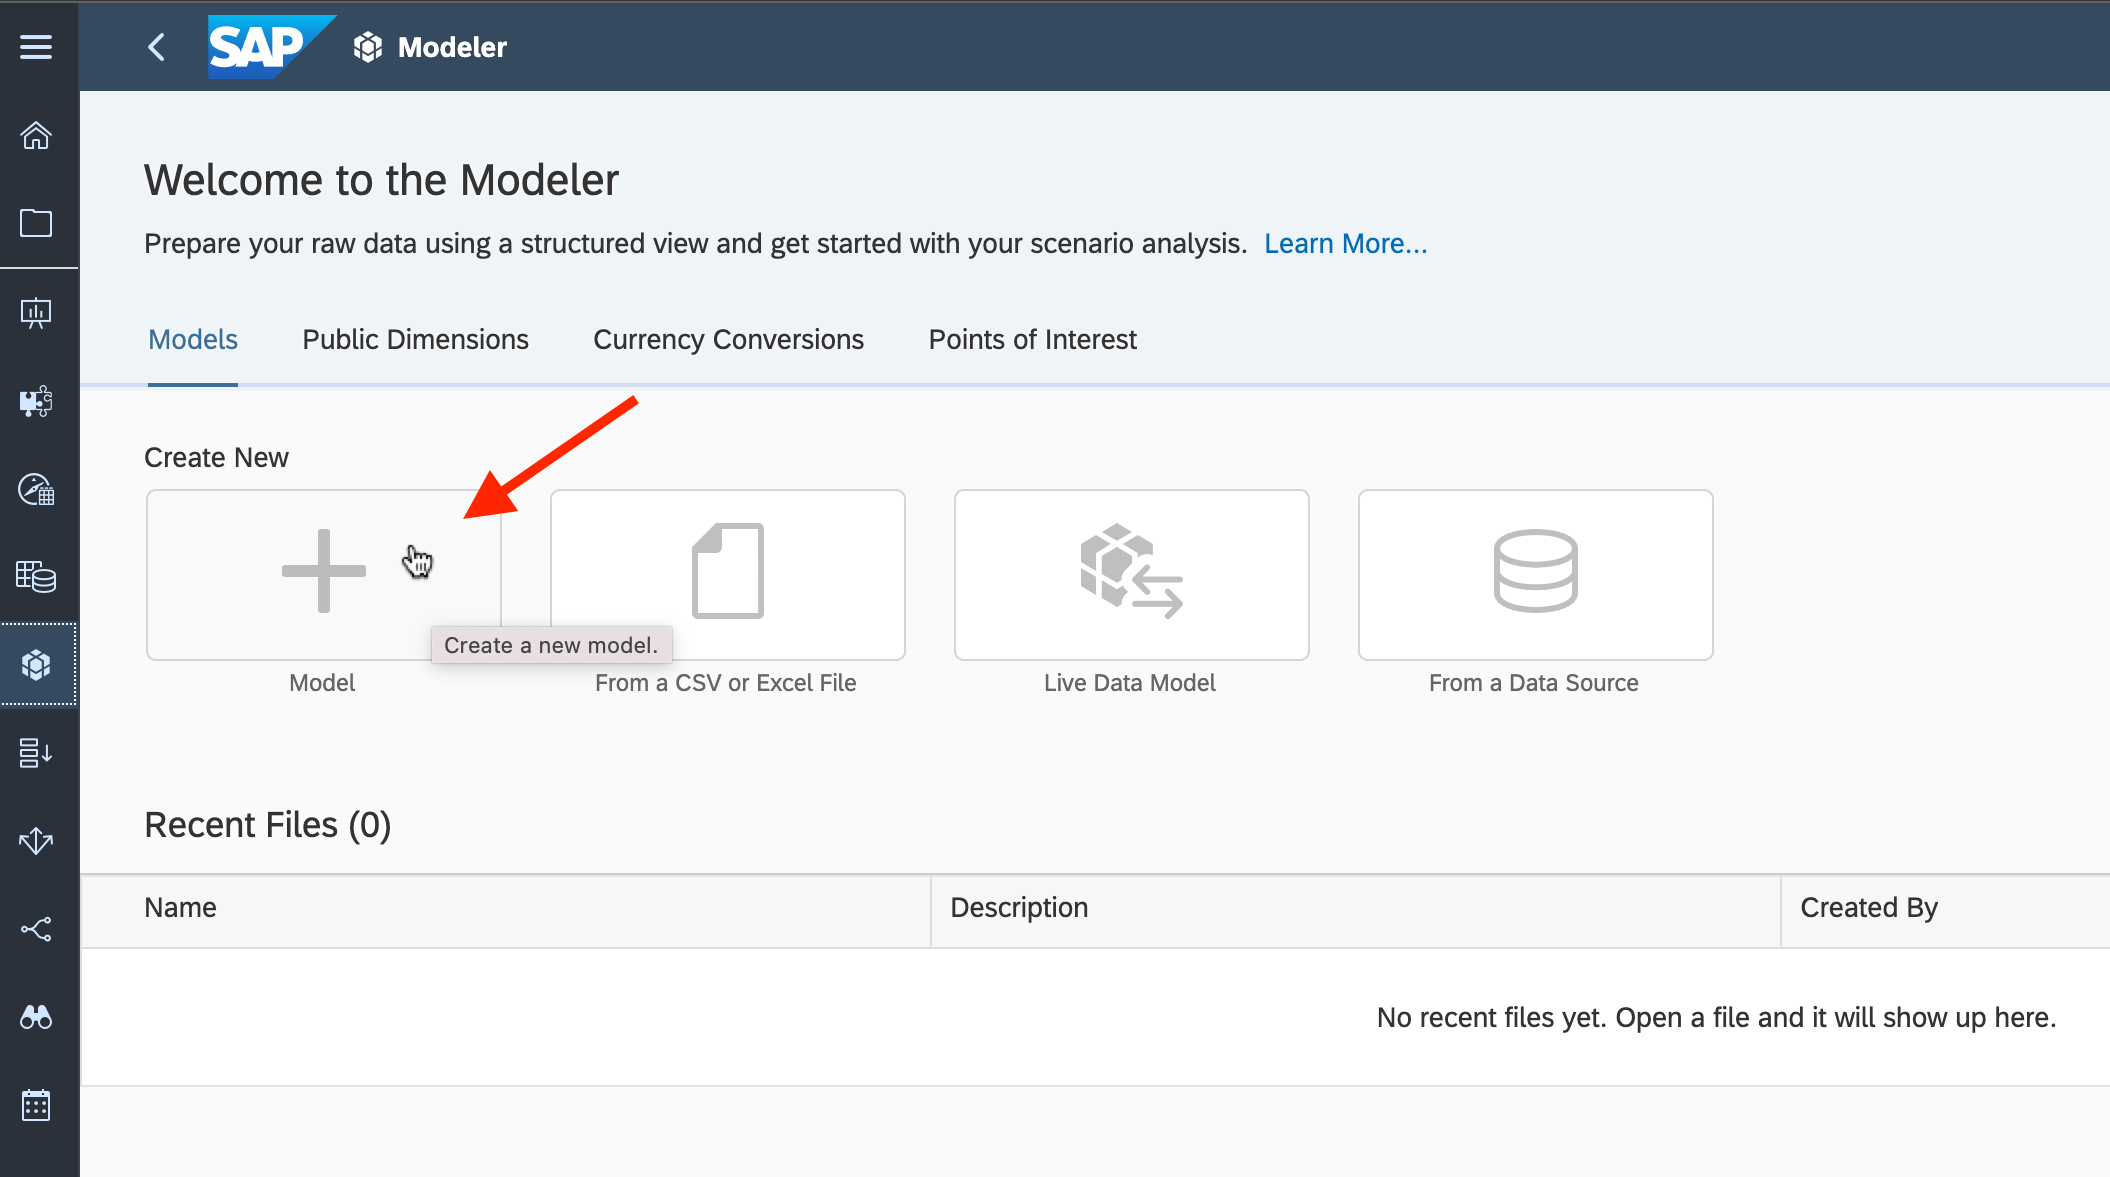 SAP Modeler
Welcome to the Modeler
Prepare your raw data using a structured view and get started with your scenario analysis. Learn More...
Models Public Dimensions Currency Conversions Points of Interest
Create New
Create a new model.
Model From a CSV or Excel File Live Data Model From a Data Source
Recent Files (0)
Name Description Created By
No recent files yet. Open a file and it will show up here.